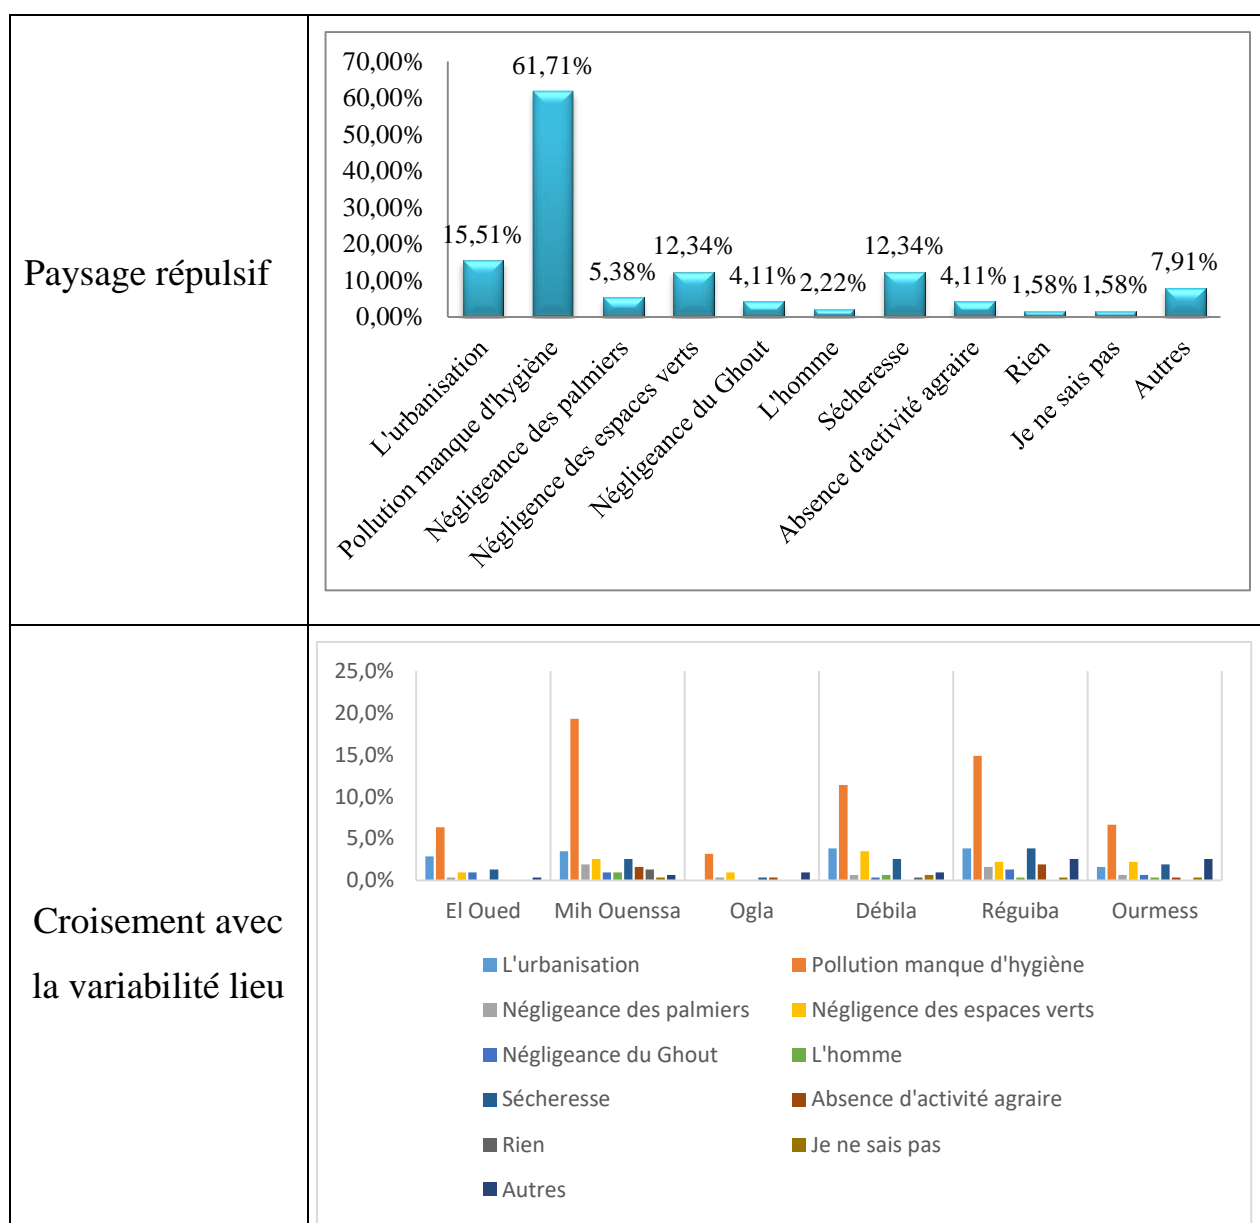 Paysage répulsif
70,00%
60,00%
50,00%
40,00%
30,00%
20,00%
10,00%
0,00%
15,51%
61,71%
5,38%
12,34%
4,11%
2,22%
12,34%
4,11%
1,58%
1,58%
7,91%
L'urbanisation
Pollution manque d'hygiène
Négligeance des palmiers
Négligence des espaces verts
Négligeance du Ghout
L'homme
Sécheresse
Absence d'activité agraire
Rien
Je ne sais pas
Autres
Croisement avec
la variabilité lieu
25,0%
20,0%
15,0%
10,0%
5,0%
0,0%
El Oued
Mih Ouenssa
Ogla
Débila
Réguiba
Ourmess
L'urbanisation
Pollution manque d'hygiène
Négligeance des palmiers
Négligence des espaces verts
Négligeance du Ghout
L'homme
Sécheresse
Absence d'activité agraire
Rien
Je ne sais pas
Autres